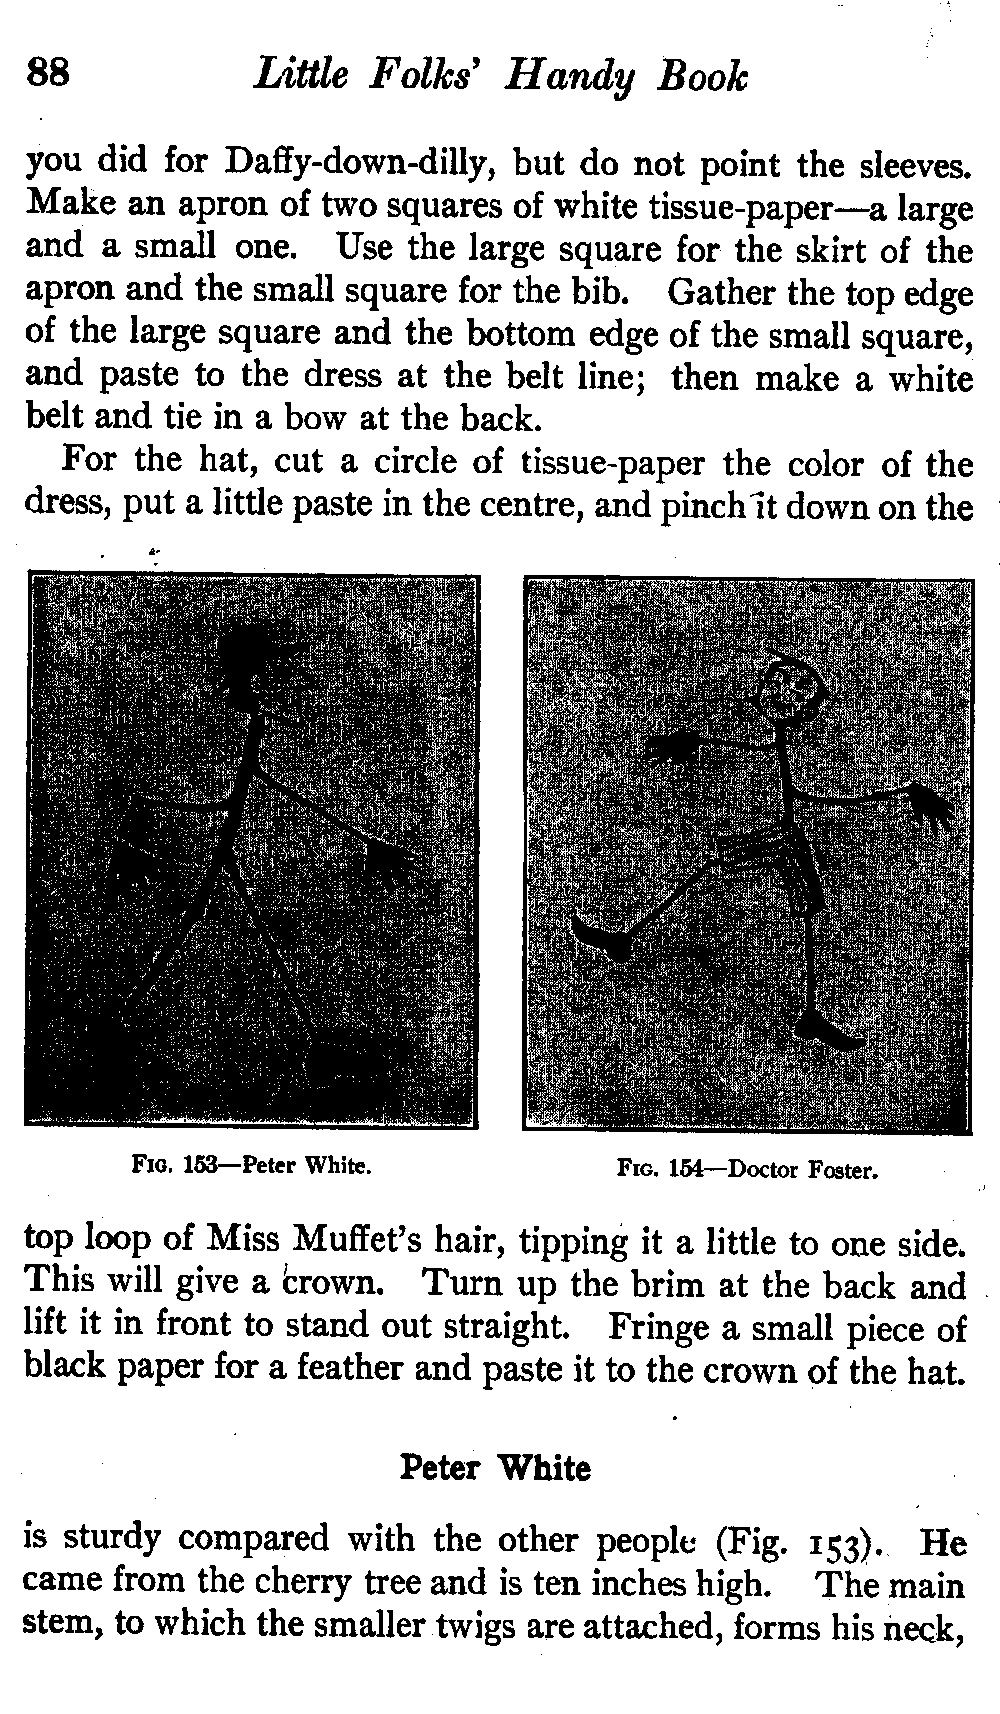 88 Little Folks' Handy Book
you did for Daffy-down-dilly, but do not point the sleeves.
Make an apron of two squares of white tissue-paper—a large
and a small one. Use the large square for the skirt of the
apron and the small square for the bib. Gather the top edge
of the large square and the bottom edge of the small square,
and paste to the dress at the belt line; then make a white
belt and tie in a bow at the back.
For the hat, cut a circle of tissue-paper the color of the
dress, put a little paste in the centre, and pinch it down on the
FIG. 153—Peter White.
FIG. 154—Doctor Foster.
top loop of Miss Muffet's hair, tipping it a little to one side.
This will give a crown. Turn up the brim at the back and
lift it in front to stand out straight. Fringe a small piece of
black paper for a feather and paste it to the crown of the hat.
Peter White
is sturdy compared with the other people (Fig. 153). He
came from the cherry tree and is ten inches high. The main
stem, to which the smaller twigs are attached, forms his neck,